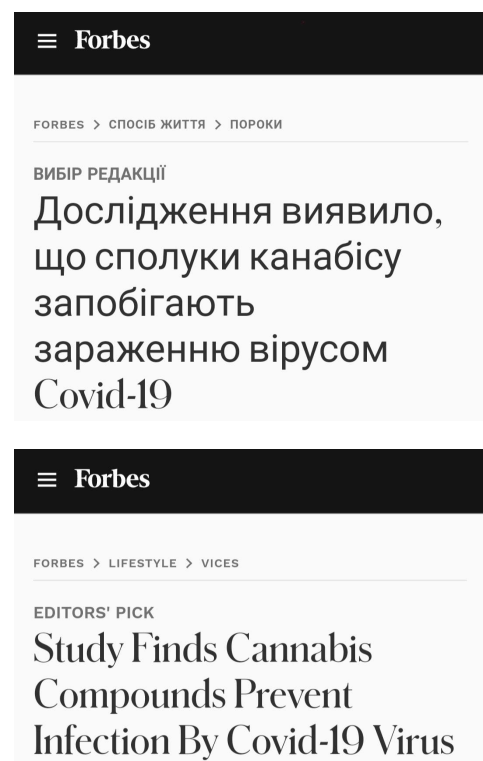 Forbes
FORBES > СПОСІБ ЖИТТЯ > ПОРОКИ
ВИБІР РЕДАКЦІЇ
Дослідження виявило,
що сполуки канабісу
запобігають
зараженню вірусом
Covid-19
Forbes
FORBES > LIFESTYLE > VICES
EDITORS' PICK
Study Finds Cannabis
Compounds Prevent
Infection By Covid-19 Virus